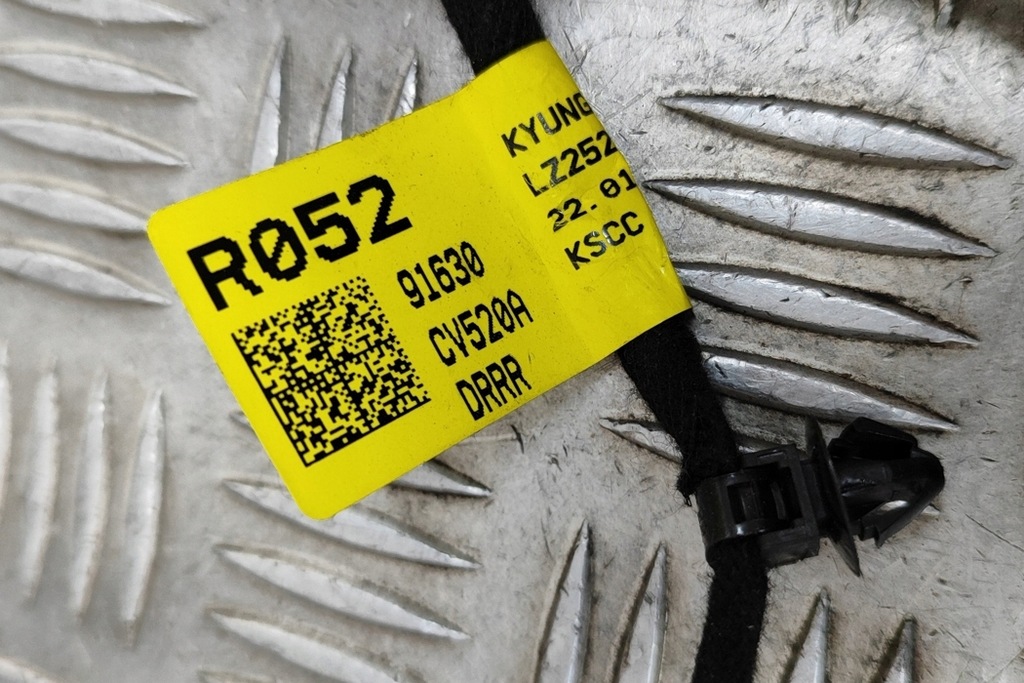 R052
91630
CV520A
DRRR
KYUNG
LZ252
22.01
KSCC